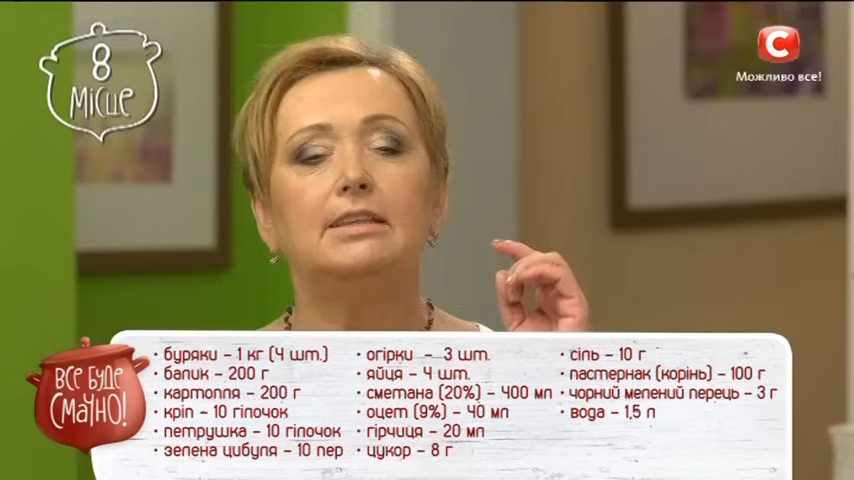 8
Місце
С
Можливо все!
Все буде
Смачно!
• буряки – 1 кг (4 шт.)
• балик – 200 г
• картопля – 200 г
• кріп – 10 гілочок
• петрушка – 10 гілочок
• зелена цибуля – 10 пер
• огірки – 3 шт.
• яйця – 4 шт.
• сметана (20%) – 400 мл
• оцет (9%) – 40 мл
• гірчиця – 20 мл
• цукор – 8 г
• сіль – 10 г
• пастернак (корінь) – 100 г
• чорний мелений перець – 3 г
• вода – 1,5 л